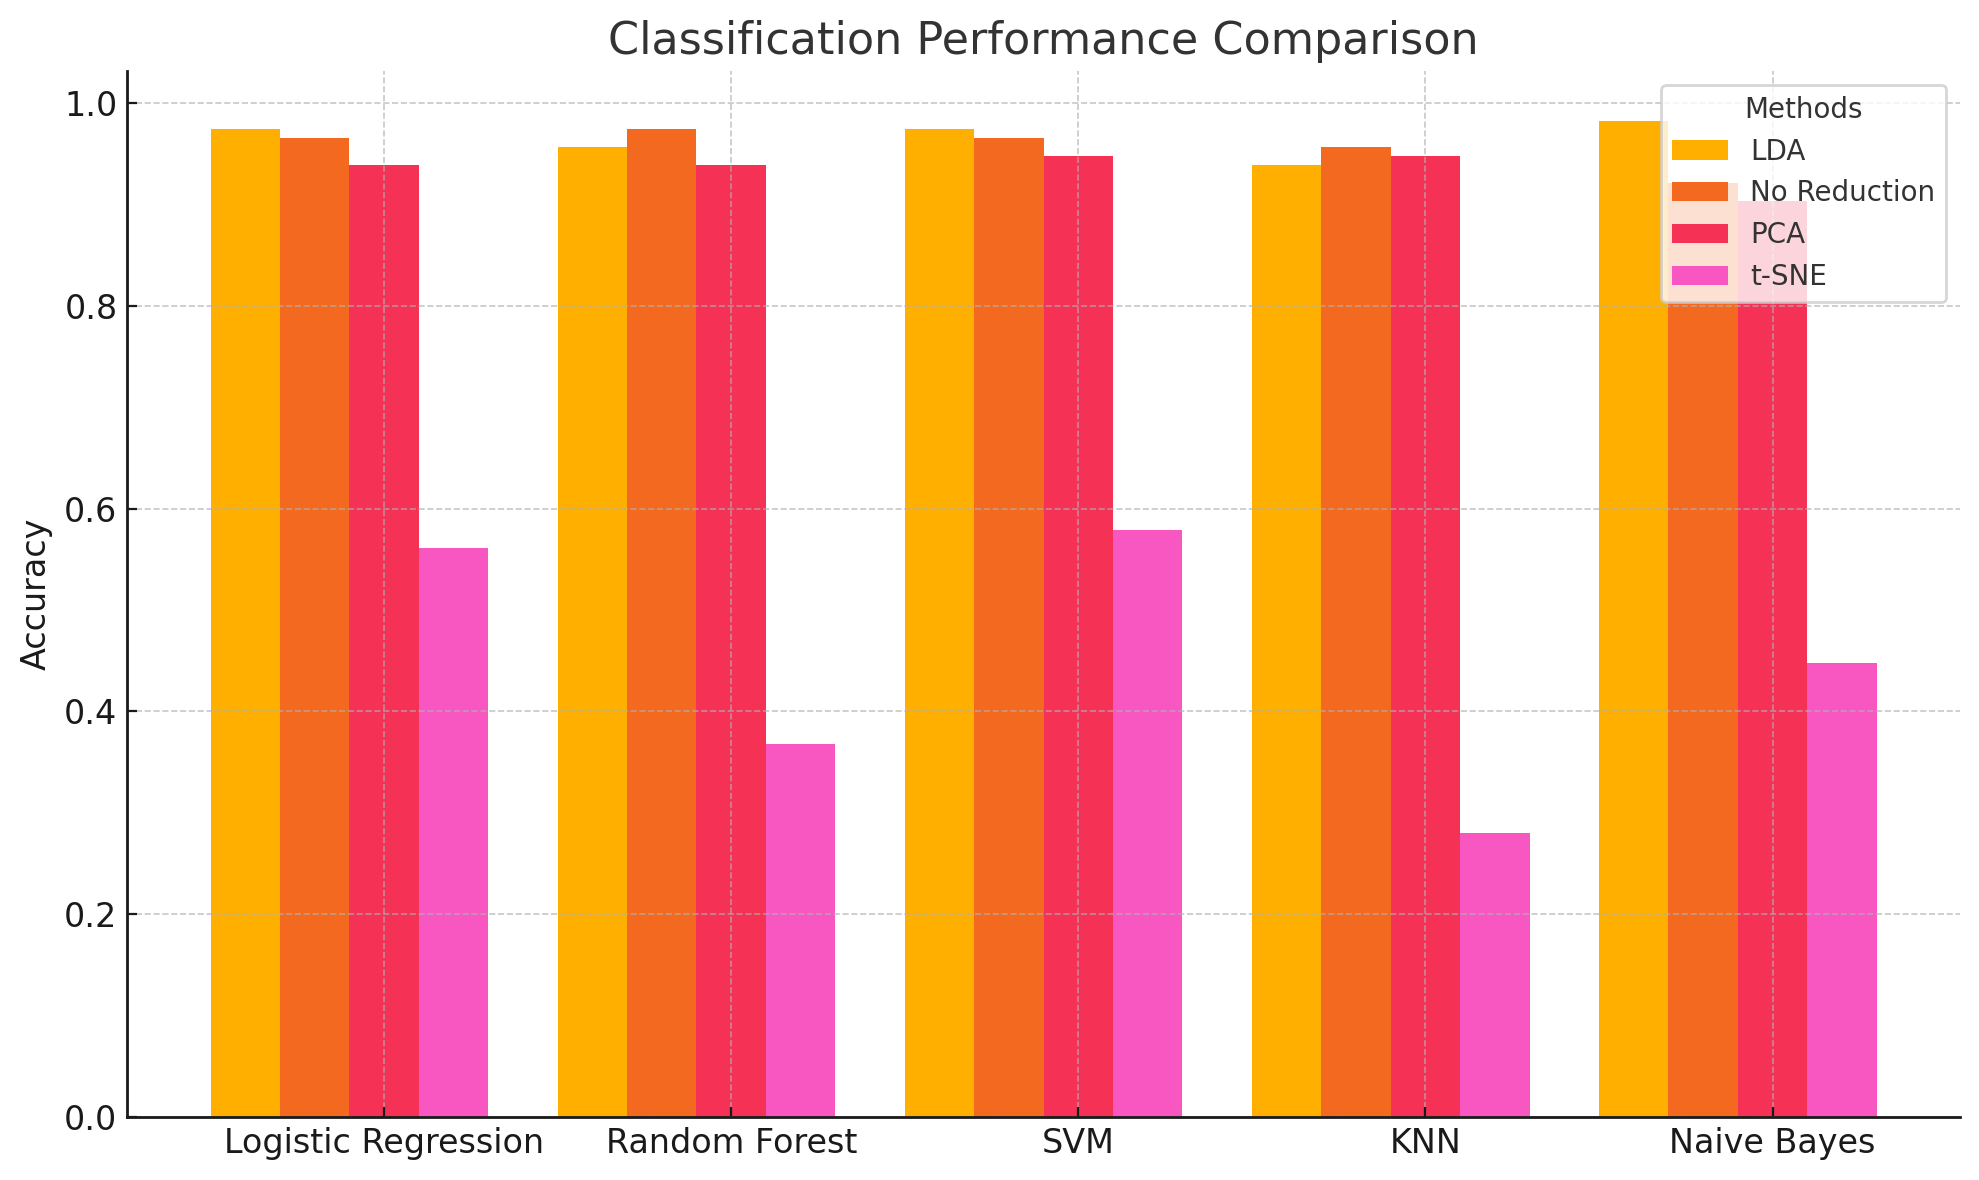 Classification Performance Comparison
Methods
LDA
No Reduction
PCA
t-SNE
Accuracy
1.0
0.8
0.6
0.4
0.2
0.0
Logistic Regression
Random Forest
SVM
KNN
Naive Bayes